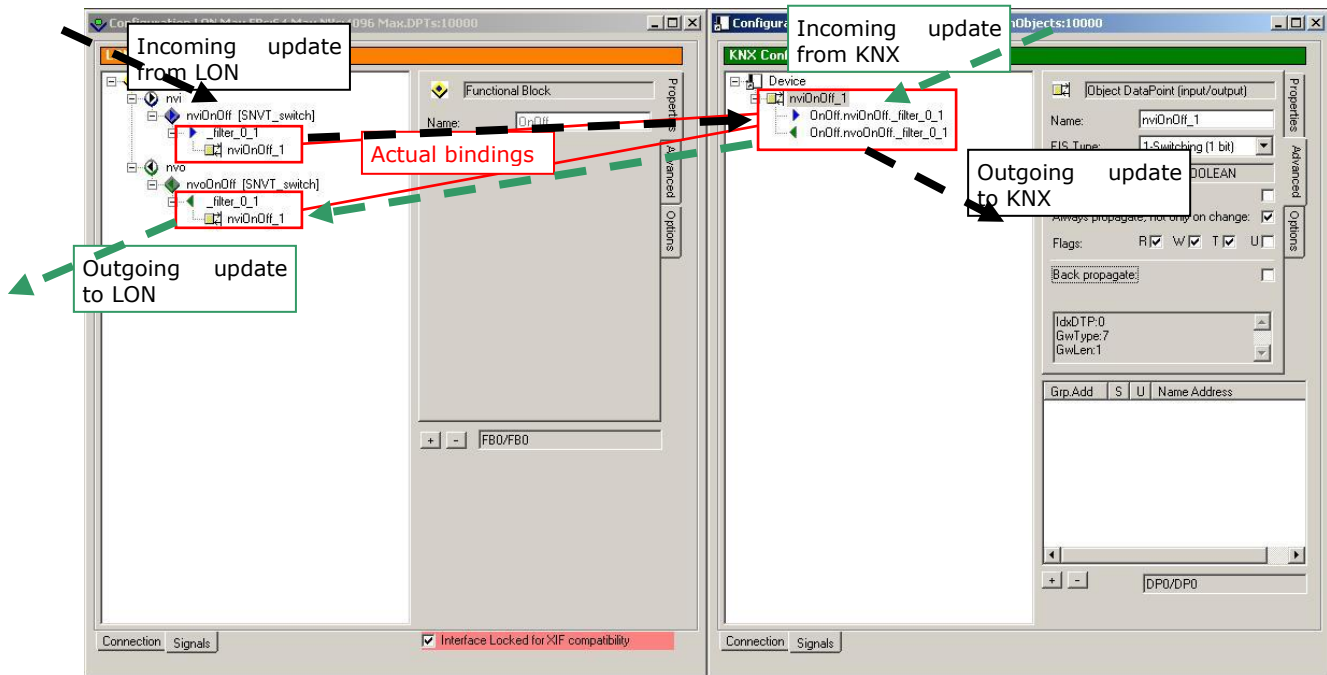 Configuration LON Max.FBs:64 Max.NVs:4096 Max.DPTs:10000
Incoming update
from LON
nvi
nviOnOff [SNVT_switch]
_filter_0_1
nviOnOff_1
nvo
nvoOnOff [SNVT_switch]
_filter_0_1
nviOnOff_1
Outgoing update
to LON
Actual bindings
Functional Block
Name:
OnOff
Properties
Advanced
Options
+ -
FB0/FB0
Connection
Signals
Interface Locked for XIF compatibility
Objects:10000
Incoming update
from KNX
KNX
Device
nviOnOff_1
OnOff.nviOnOff._filter_0_1
OnOff.nvoOnOff._filter_0_1
Outgoing update
to KNX
Object DataPoint (input/output)
Name:
nviOnOff_1
EIS Type:
1-Switching (1 bit)
Always propagate, not only on change:
Flags: R W T U
Back propagate:
IdxDTP:0
GwType:7
GwLen:1
Properties
Advanced
Options
Grp.Add S U Name Address
+ -
DP0/DP0
Connection
Signals